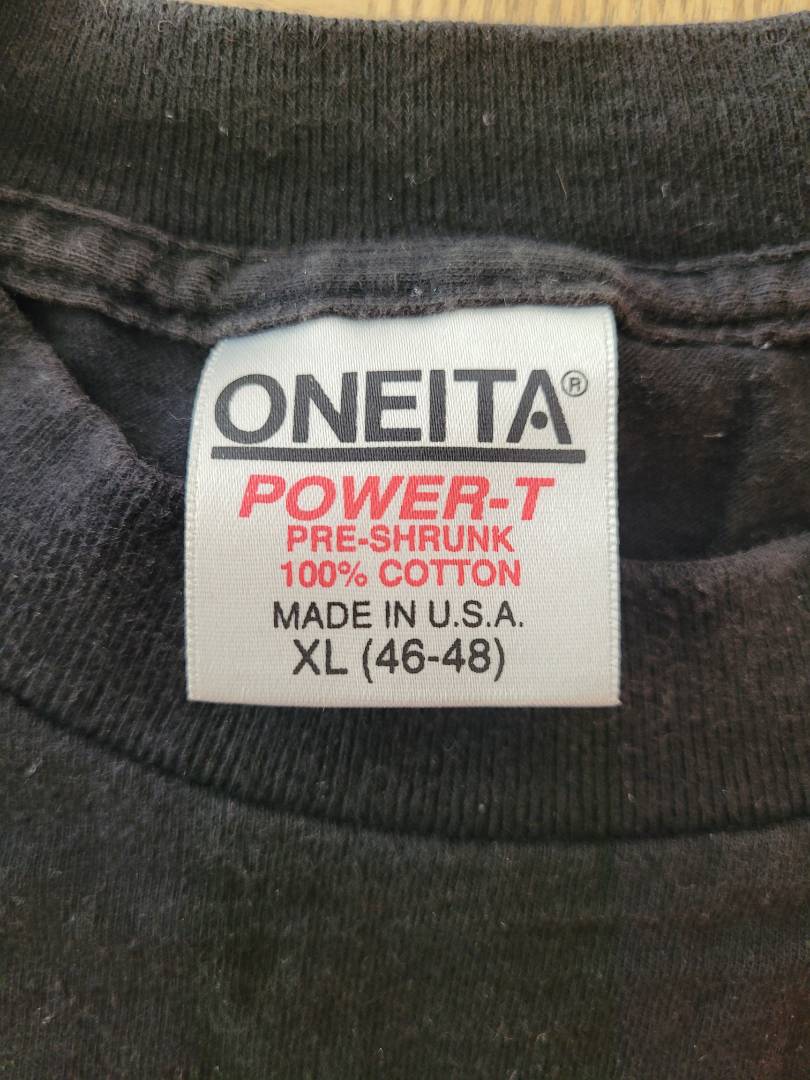 ONEITA®
POWER-T
PRE-SHRUNK
100% COTTON
MADE IN U.S.A.
XL (46-48)